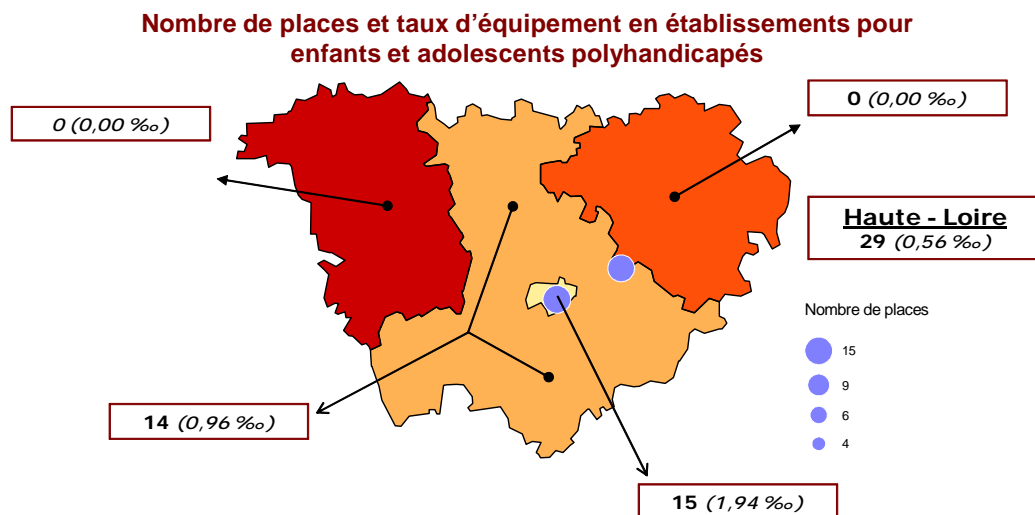 Nombre de places et taux d'équipement en établissements pour
enfants et adolescents polyhandicapés
0 (0,00 ‰)
0 (0,00 ‰)
Haute - Loire
29 (0,56 ‰)
Nombre de places
15
9
6
4
14 (0,96 ‰)
15 (1,94 ‰)